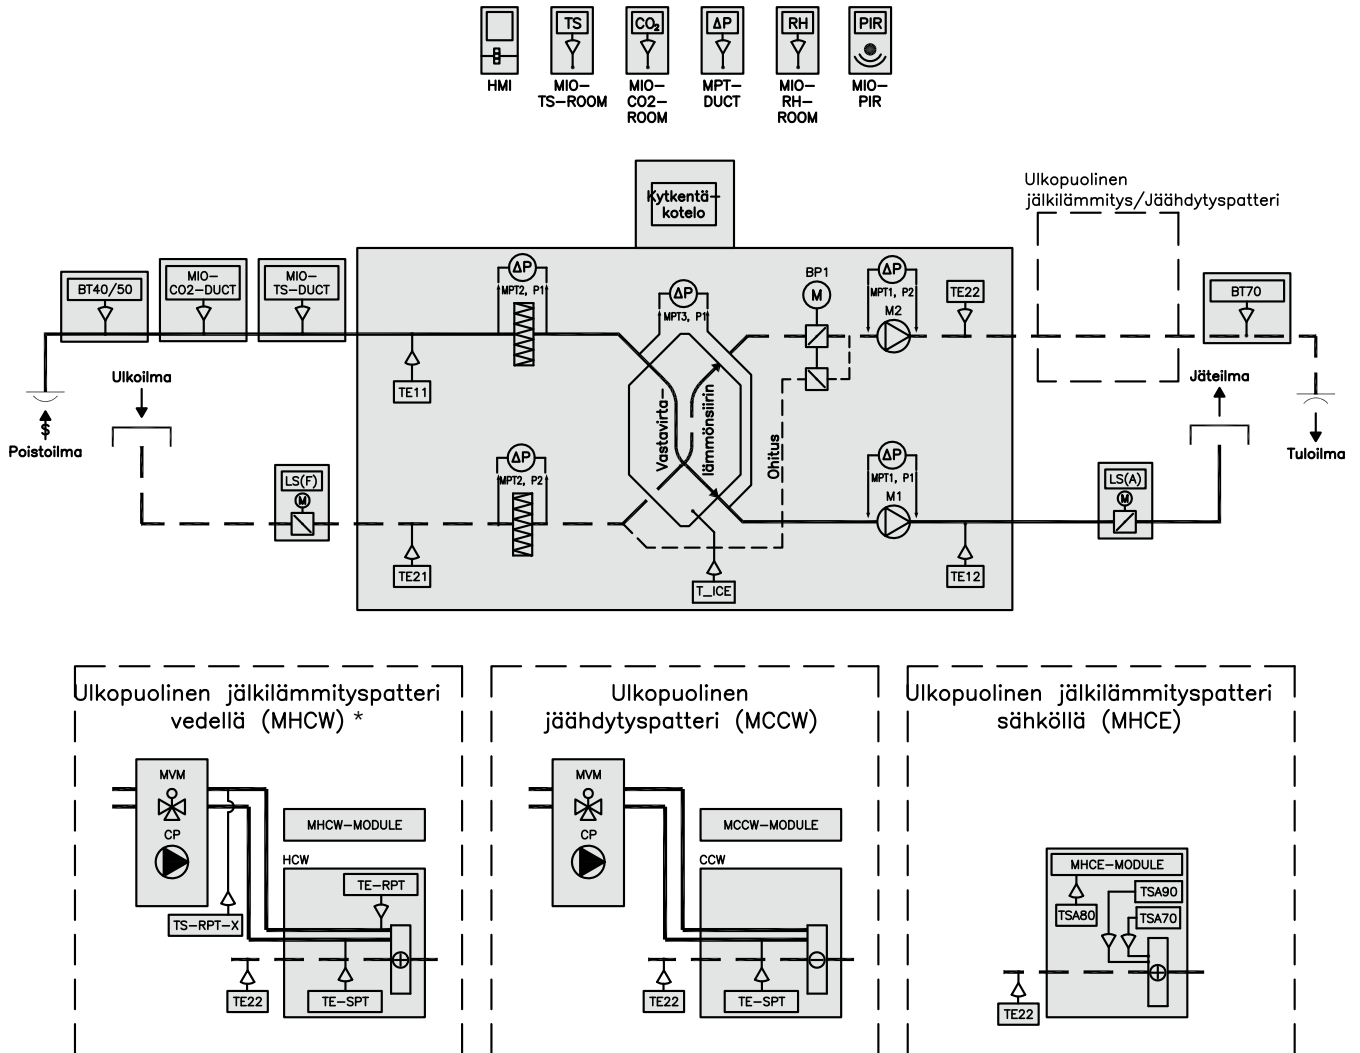 TS
CO₂
ΔP
RH
PIR
HMI
MIO–
TS–ROOM
MIO–
CO2–
ROOM
MPT–
DUCT
MIO–
RH–
ROOM
MIO–
PIR
Kytkentä–
kotelo
Ulkopuolinen
jälkilämmitys/Jäähdytyspatteri
BT40/50
MIO–
CO2–DUCT
MIO–
TS–DUCT
ΔP
MPT2, P1
ΔP
MPT3, P1
BP1
M
ΔP
MPT1, P2
M2
TE22
BT70
TE11
Ulkoilma
Jäteilma
$
Poistoilma
Tuloilma
Vastavirta–
lämmönsiirin
Ohitus
LS(F)
M
ΔP
MPT2, P2
ΔP
MPT1, P1
M1
LS(A)
M
TE21
T_ICE
TE12
Ulkopuolinen jälkilämmityspatteri
vedellä (MHCW) *
MVM
CP
MHCW–MODULE
HCW
TE–RPT
TS–RPT–X
TE22
TE–SPT
Ulkopuolinen
jäähdytyspatteri (MCCW)
MVM
CP
MCCW–MODULE
CCW
TE22
TE–SPT
Ulkopuolinen jälkilämmityspatteri
sähköllä (MHCE)
MHCE–MODULE
TSA90
TSA80
TSA70
TE22